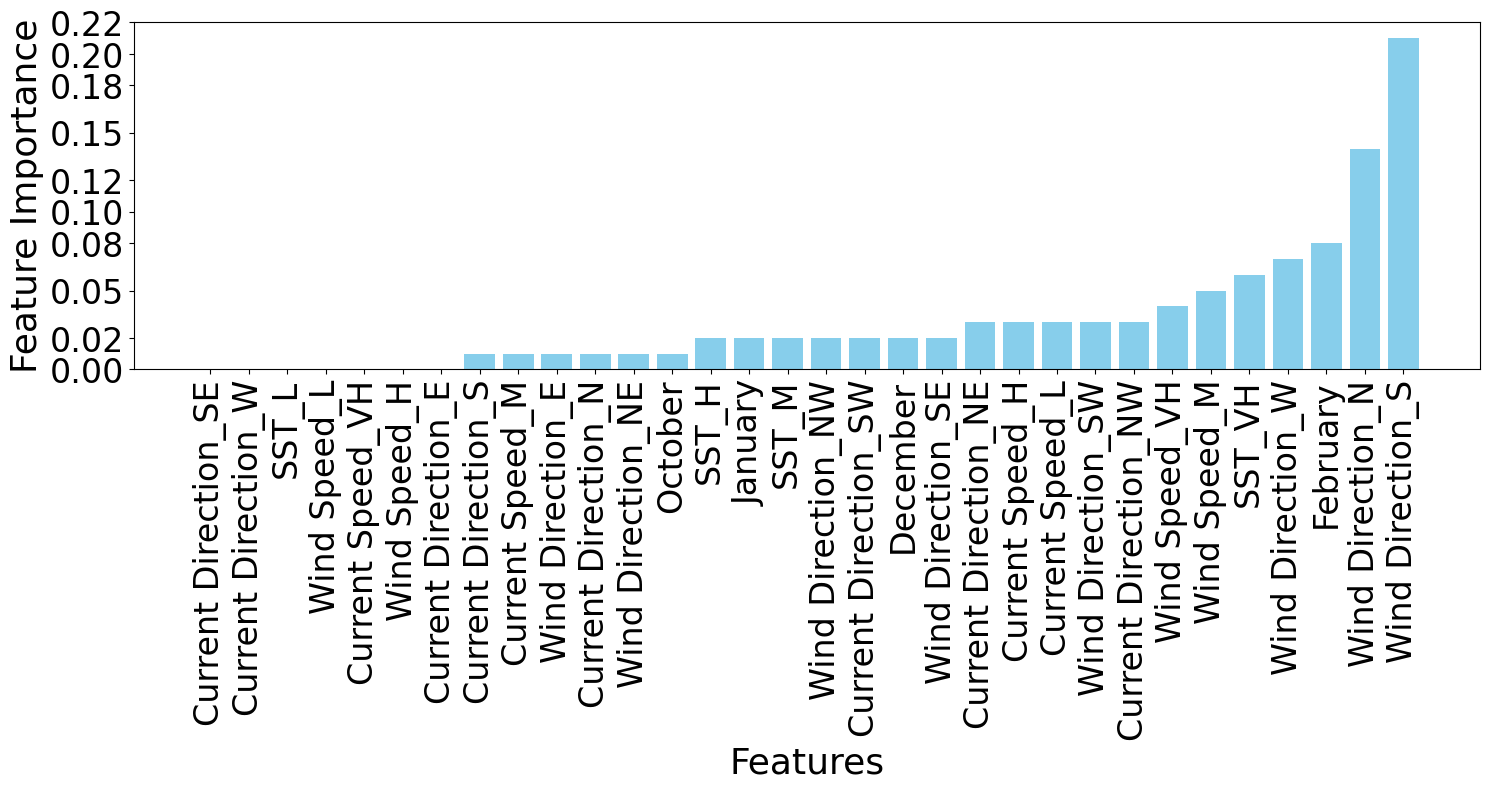 Feature Importance
0.22
0.20
0.18
0.15
0.12
0.10
0.08
0.05
0.02
0.00
Current Direction_SE
Current Direction_W
SST_L
Wind Speed_L
Current Speed_VH
Wind Speed_H
Current Direction_E
Current Direction_S
Current Speed_M
Wind Direction_E
Current Direction_N
Wind Direction_NE
October
SST_H
January
SST_M
Wind Direction_NW
Current Direction_SW
December
Wind Direction_SE
Current Direction_NE
Current Speed_H
Current Speed_L
Wind Direction_SW
Current Direction_NW
Wind Speed_VH
Wind Speed_M
SST_VH
Wind Direction_W
February
Wind Direction_N
Wind Direction_S
Features